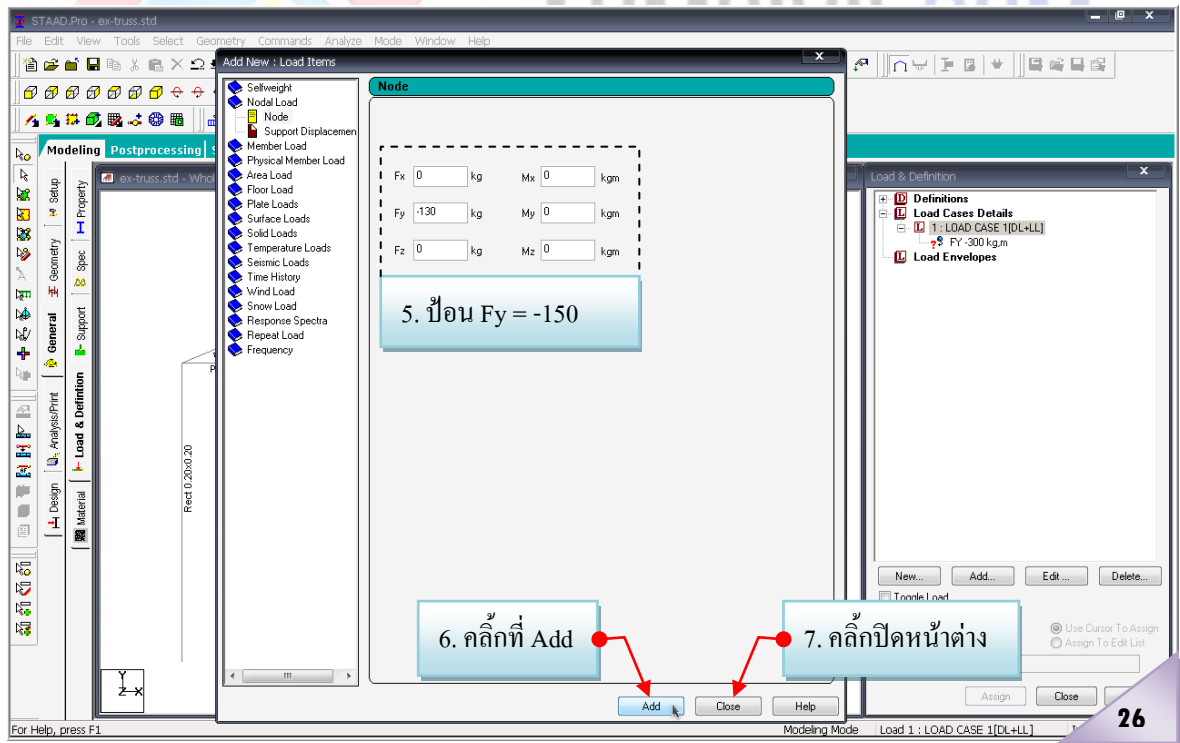 STAAD.Pro - ex-truss.std
File Edit View Tools Select Geometry Commands Analyze Mode Window Help
Add New : Load Items
Selfweight
Nodal Load
Node
Support Displacemen
Member Load
Physical Member Load
Area Load
Floor Load
Plate Loads
Surface Loads
Solid Loads
Temperature Loads
Seismic Loads
Time History
Wind Load
Snow Load
Response Spectra
Repeat Load
Frequency
Node
Fx 0 kg Mx 0 kgm
Fy -130 kg My 0 kgm
Fz 0 kg Mz 0 kgm
5. ป้อน Fy = -150
6. คลิ๊กที่ Add
7. คลิ๊กปิดหน้าต่าง
Add Close Help
Modeling Postprocessing
ex-truss.std - Whol
Setup
Geometry
General
Analysis/Print
Design
Property
Spec
Support
Load & Defintion
Material
Rect 0.20x0.20
Y
Z X
Load & Definition
Definitions
Load Cases Details
1 : LOAD CASE 1[DL+LL]
FY -300 kg,m
Load Envelopes
New... Add... Edit ... Delete...
Toggle Load
Use Cursor To Assign
Assign To Edit List
Assign Close
For Help, press F1
Modeling Mode Load 1 : LOAD CASE 1[DL+LL]
26